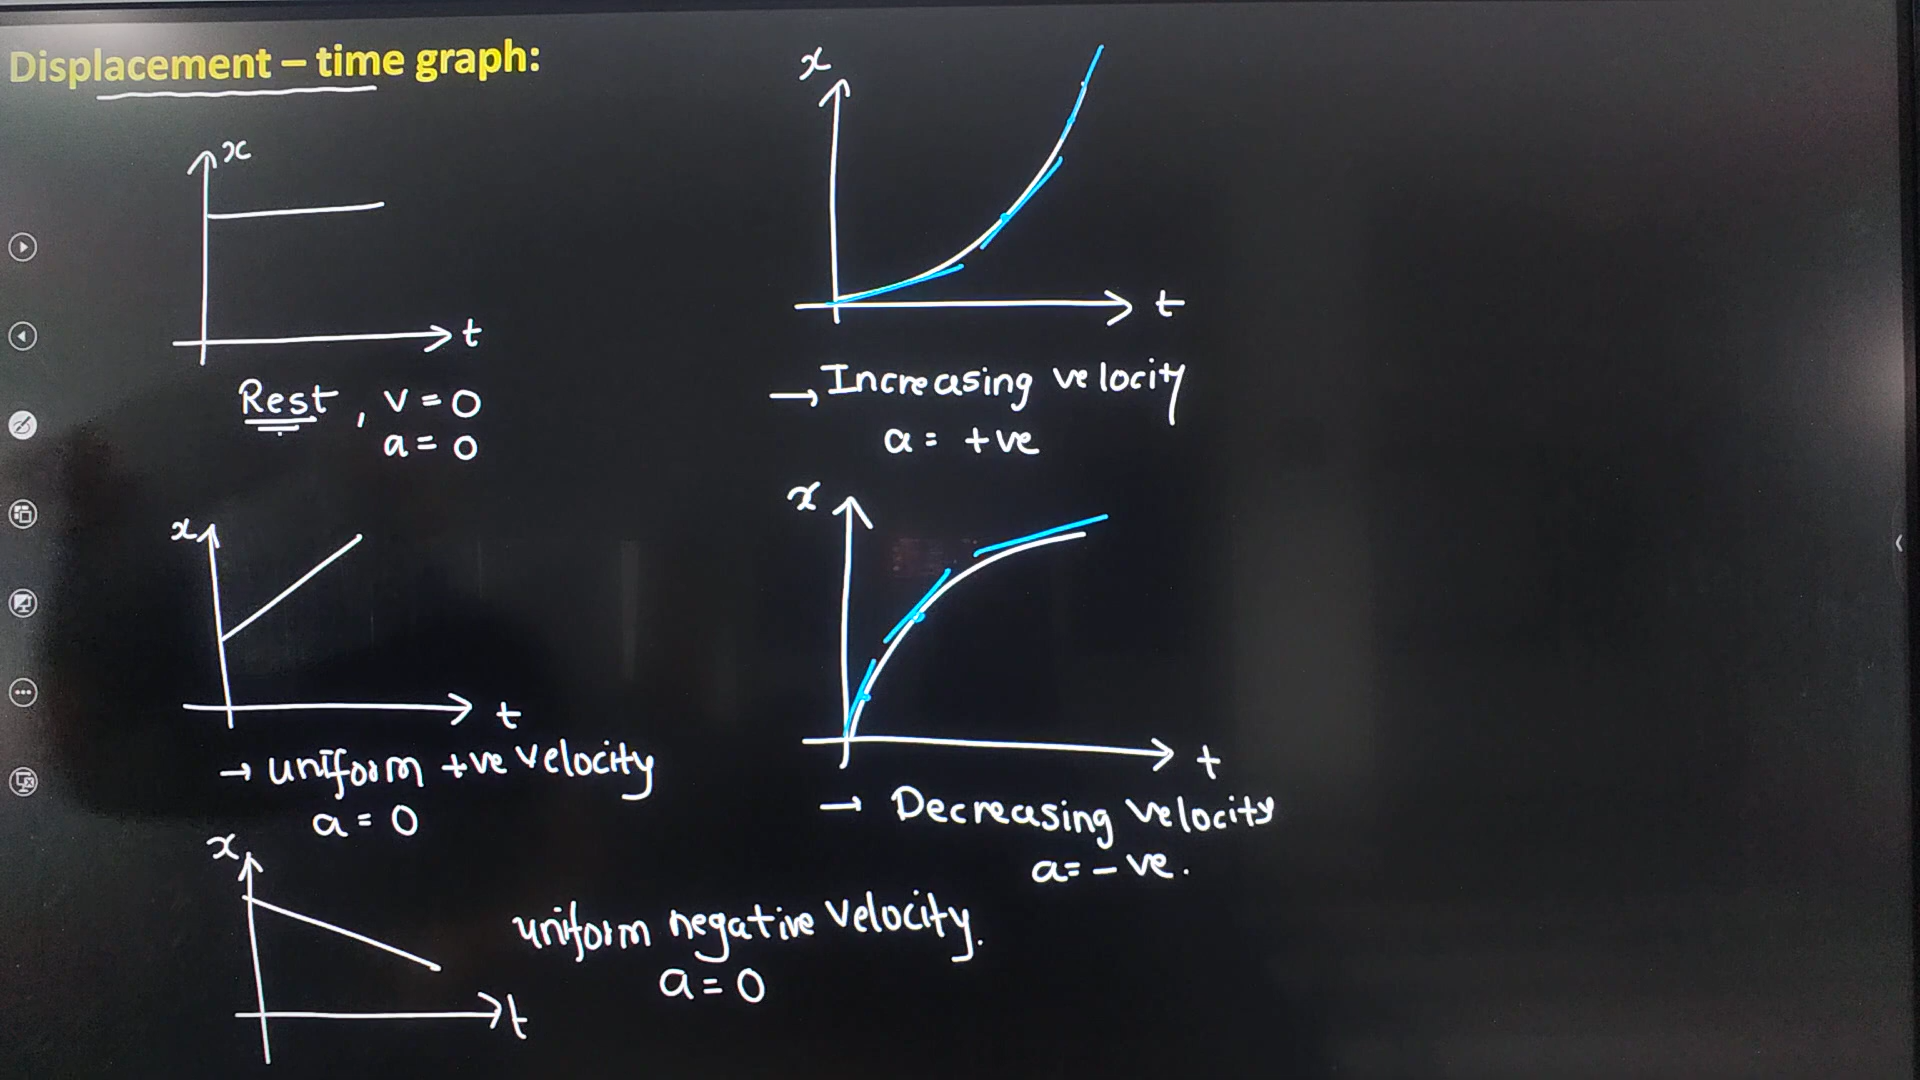 Displacement – time graph:
x
t
Rest, v = 0
a = 0
x
t
→ uniform +ve velocity
a = 0
x
t
uniform negative velocity.
a = 0
x
t
→ Increasing velocity
a = +ve
x
t
→ Decreasing velocity
a = - ve.